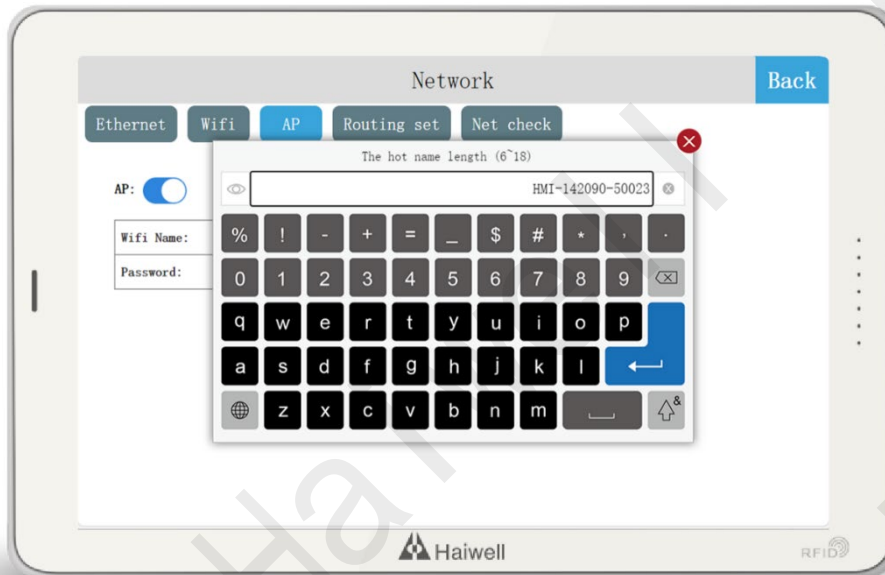 Network
Back
Ethernet
Wifi
AP
Routing set
Net check
The hot name length (6~18)
AP:
HMI-142090-50023
Wifi Name:
Password:
% ! - + = _ $ # * , .
0 1 2 3 4 5 6 7 8 9
q w e r t y u i o p
a s d f g h j k l
z x c v b n m &
Haiwell
RFID
Haiwell